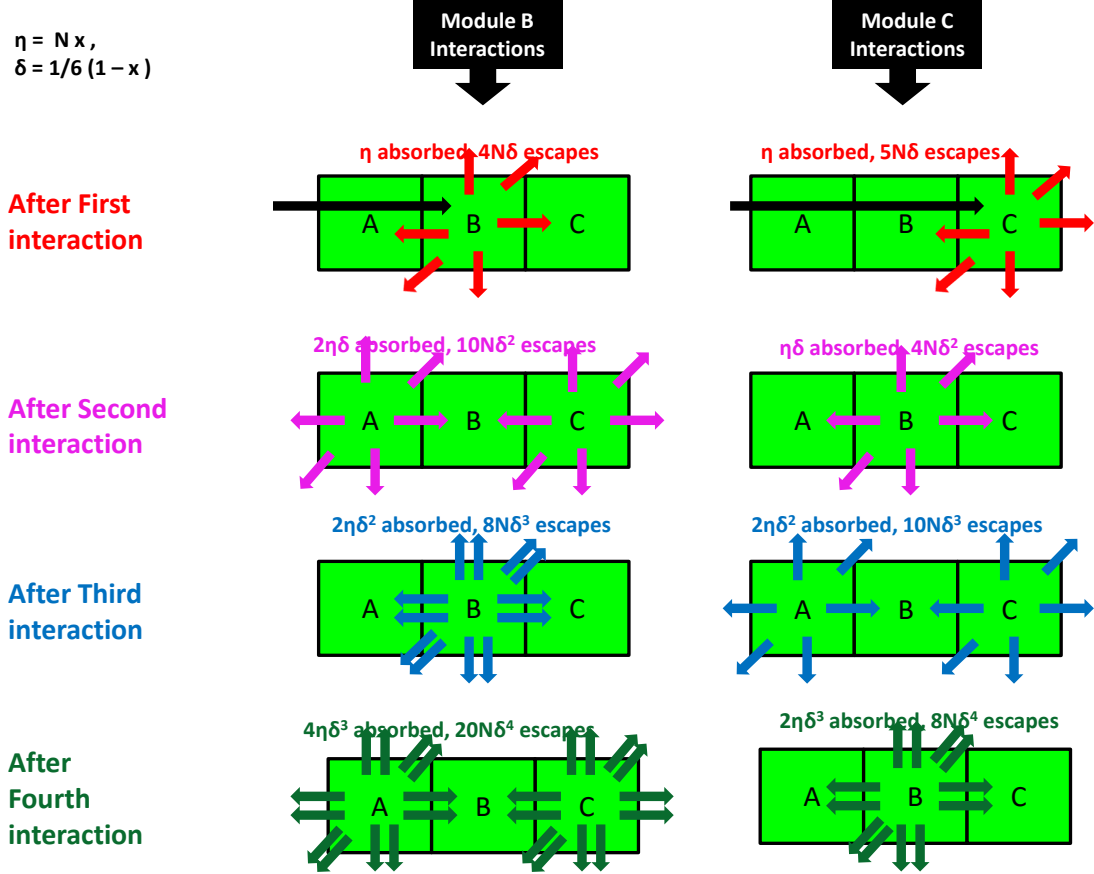 η = N x ,
δ = 1/6 (1 – x )
Module B
Interactions
Module C
Interactions
After First
interaction
η absorbed, 4Nδ escapes
A B C
η absorbed, 5Nδ escapes
A B C
After Second
interaction
2ηδ absorbed, 10Nδ² escapes
A B C
ηδ absorbed, 4Nδ² escapes
A B C
After Third
interaction
2ηδ² absorbed, 8Nδ³ escapes
A B C
2ηδ² absorbed, 10Nδ³ escapes
A B C
After
Fourth
interaction
4ηδ³ absorbed, 20Nδ⁴ escapes
A B C
2ηδ³ absorbed, 8Nδ⁴ escapes
A B C